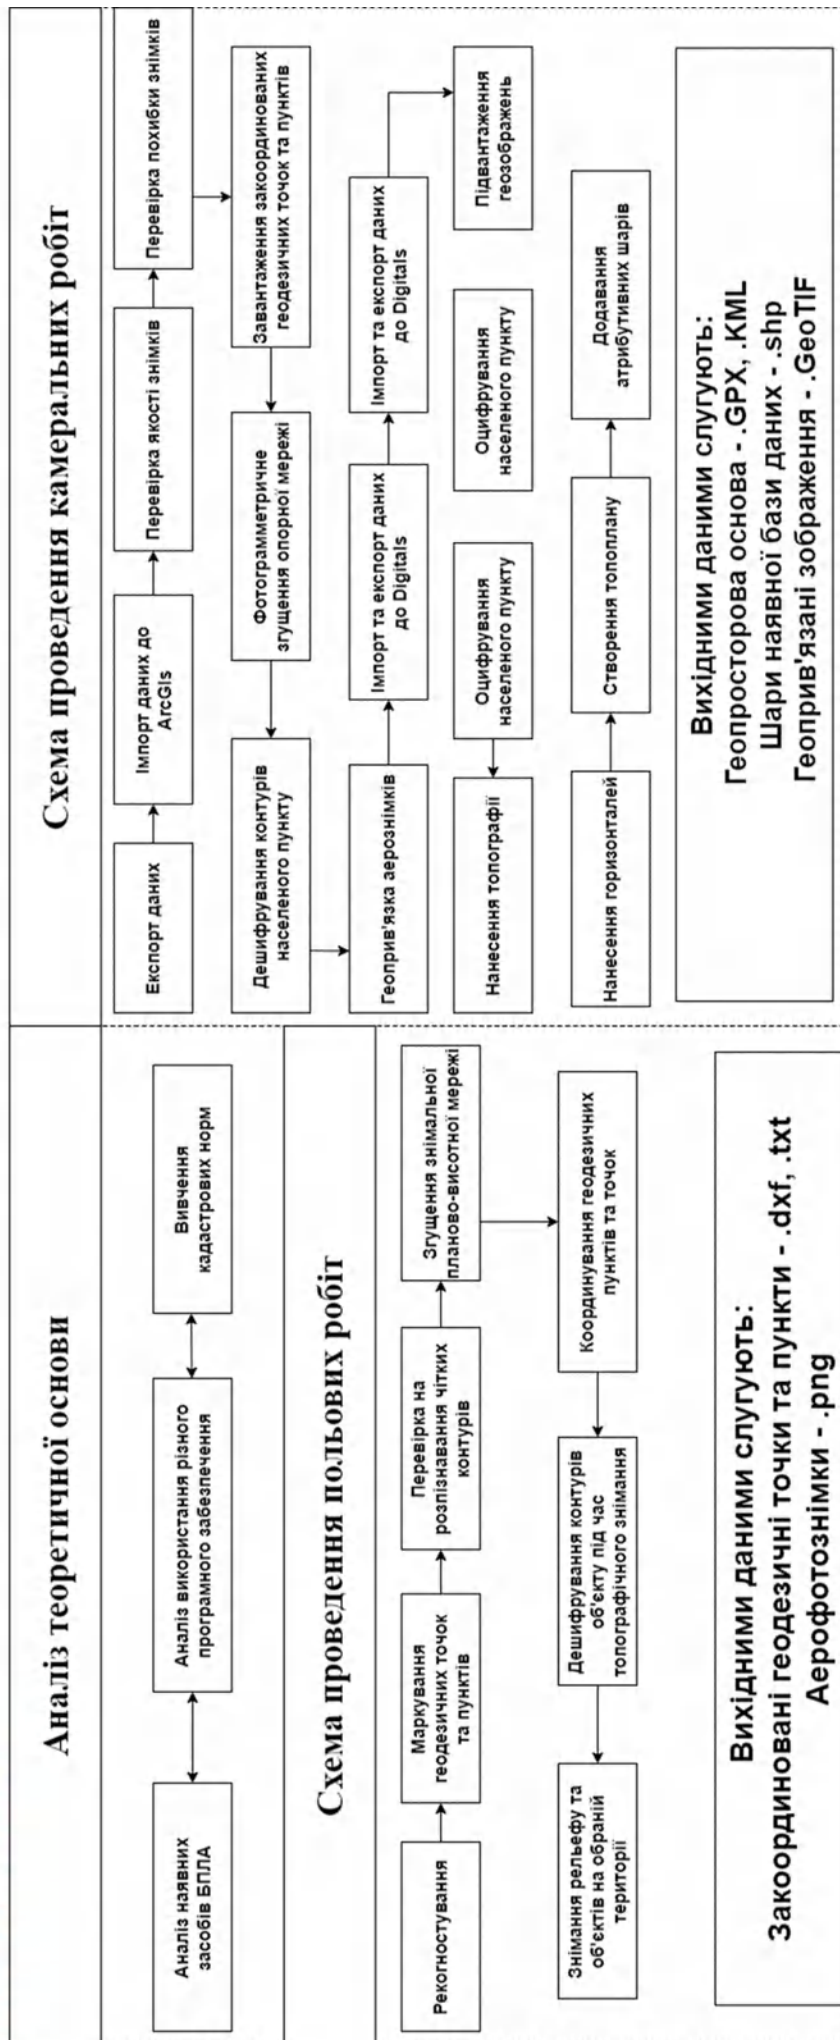 Аналіз теоретичної основи
Аналіз наявних
засобів БПЛА
Аналіз використання різного
програмного забезпечення
Вивчення
кадастрових норм
Схема проведення польових робіт
Рекогностування
Маркування
геодезичних точок
та пунктів
Перевірка на
розпізнавання чітких
контурів
Згущення знімальної
планово-висотної мережі
Координування геодезичних
пунктів та точок
Дешифрування контурів
об'єкту під час
топографічного знімання
Знімання рельєфу та
об'єктів на обраній
території
Вихідними даними слугують:
Закоординовані геодезичні точки та пункти - .dxf, .txt
Аерофотознімки - .png
Схема проведення камеральних робіт
Експорт даних
Імпорт даних до
ArcGIs
Перевірка якості знімків
Перевірка похибки знімків
Завантаження закоординованих
геодезичних точок та пунктів
Фотограмметричне
згущення опорної мережі
Дешифрування контурів
населеного пункту
Геоприв'язка аерознімків
Імпорт та експорт даних
до Digitals
Імпорт та експорт даних
до Digitals
Підвантаження
геозображень
Оцифрування
населеного пункту
Оцифрування
населеного пункту
Нанесення топографії
Нанесення горизонталей
Створення топоплану
Додавання
атрибутивних шарів
Вихідними даними слугують:
Геопросторова основа - .GPX, .KML
Шари наявної бази даних - .shp
Геоприв'язані зображення - .GeoTIF